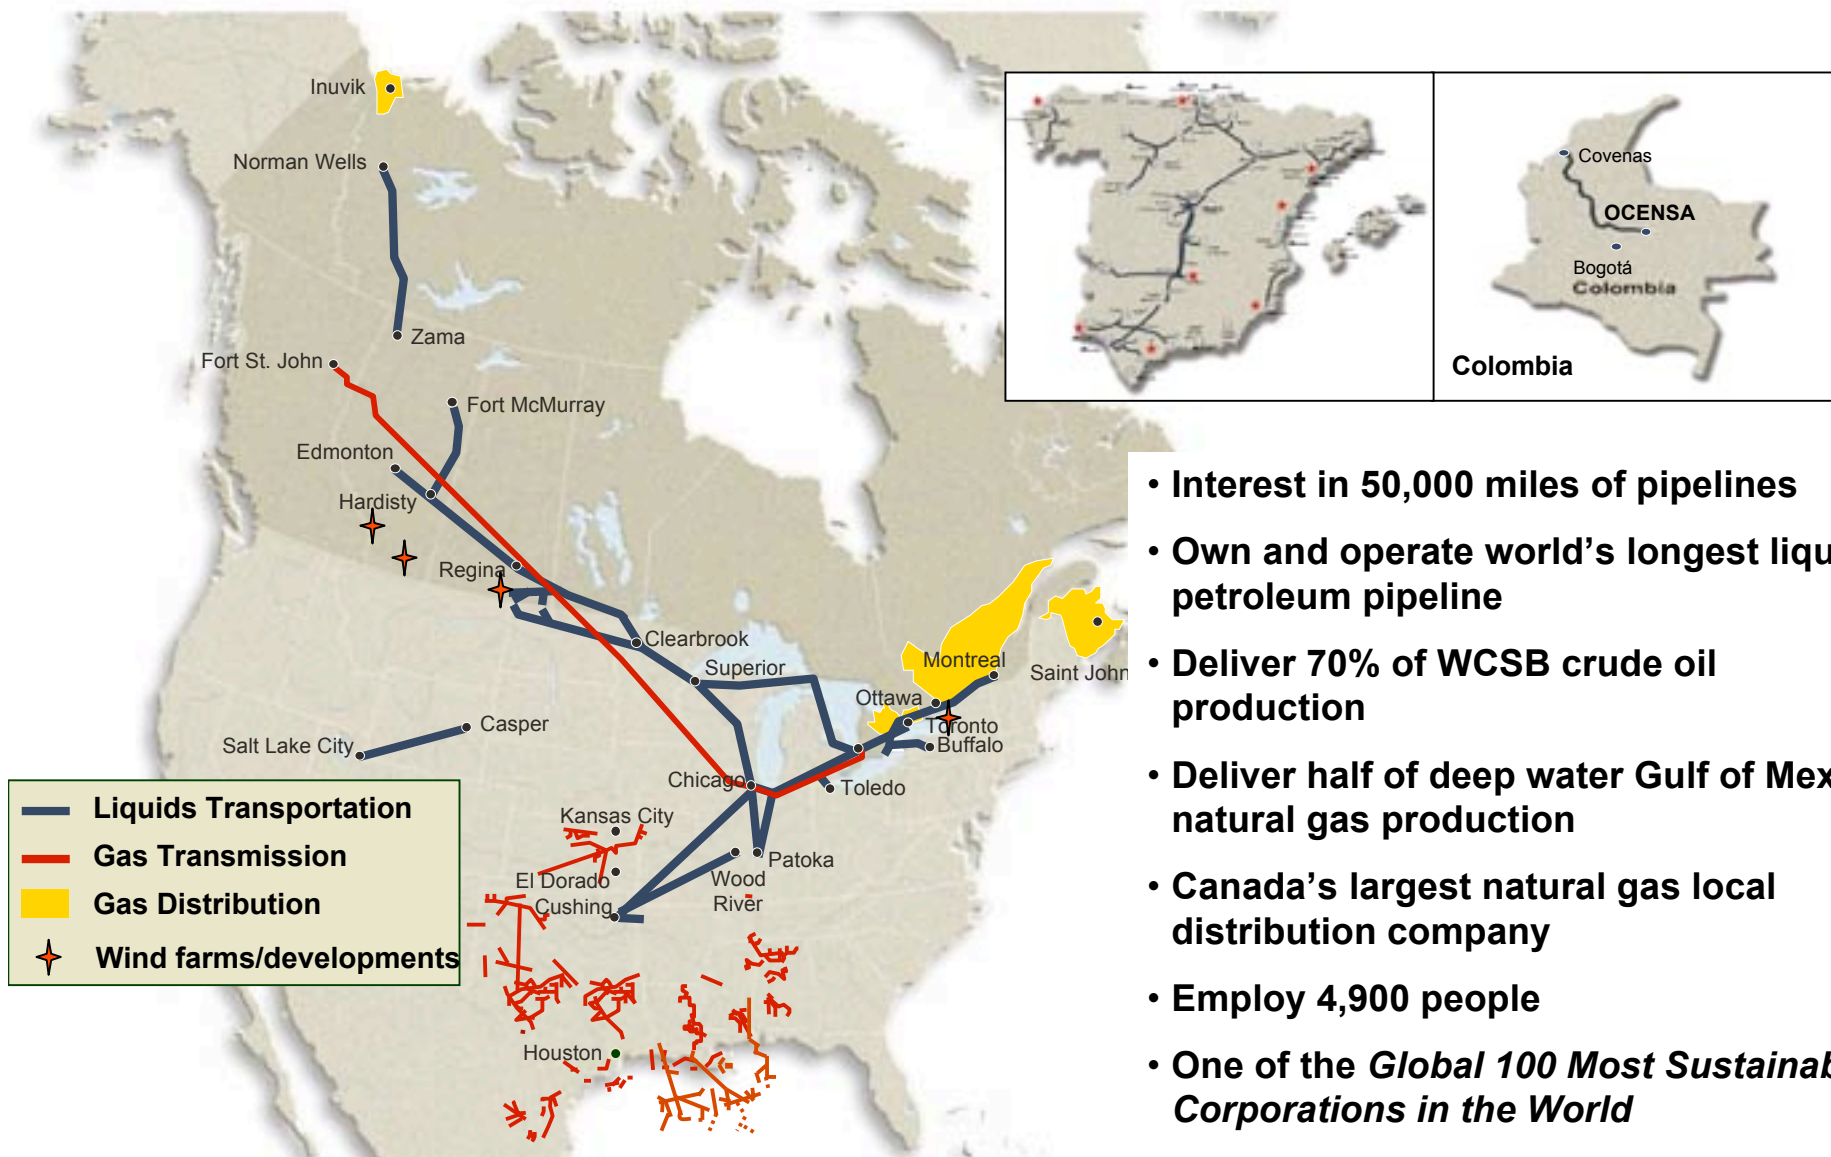 Inuvik
Norman Wells
Zama
Fort St. John
Fort McMurray
Edmonton
Hardisty
Regina
Clearbrook
Superior
Montreal
Saint John
Ottawa
Toronto
Buffalo
Casper
Salt Lake City
Chicago
Toledo
Kansas City
Patoka
El Dorado
Wood
River
Cushing
Houston
Liquids Transportation
Gas Transmission
Gas Distribution
Wind farms/developments
Covenas
OCENSA
Bogotá
Colombia
Colombia
• Interest in 50,000 miles of pipelines
• Own and operate world’s longest liqu
petroleum pipeline
• Deliver 70% of WCSB crude oil
production
• Deliver half of deep water Gulf of Mex
natural gas production
• Canada’s largest natural gas local
distribution company
• Employ 4,900 people
• One of the Global 100 Most Sustainab
Corporations in the World